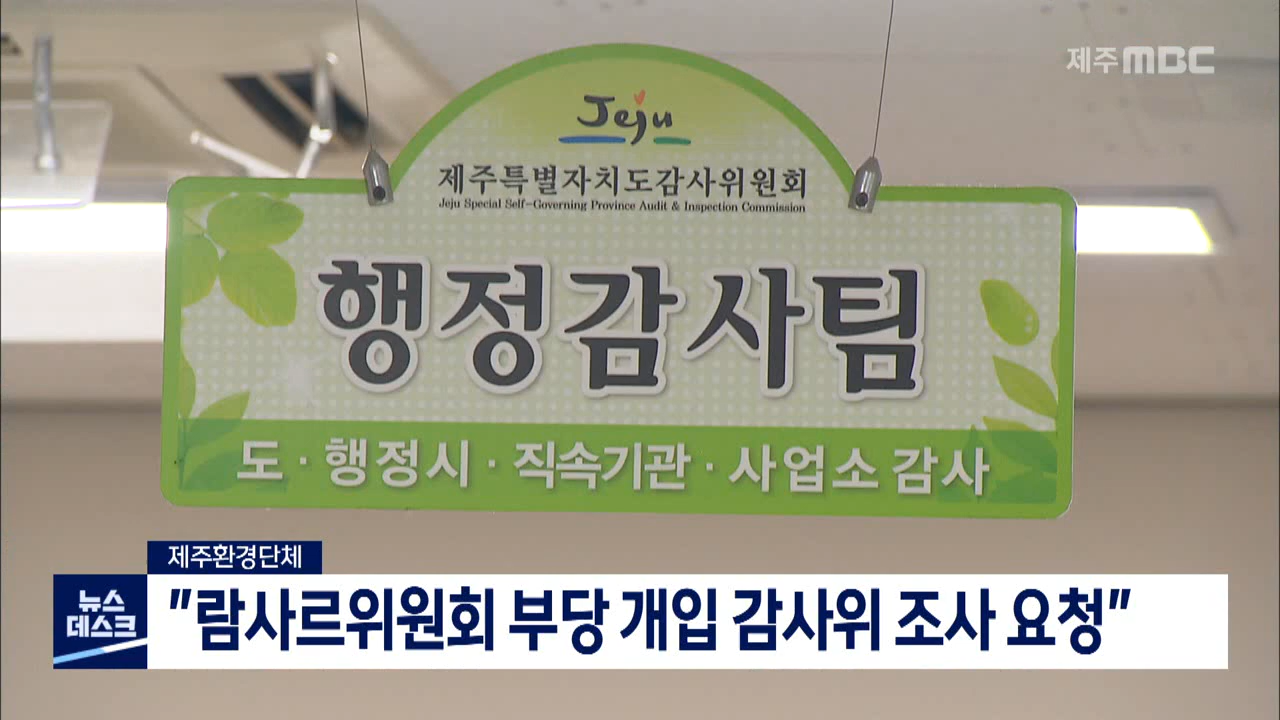 제주MBC
Jeju
제주특별자치도감사위원회
Jeju Special Self-Governing Province Audit & Inspection Commission
행정감사팀
도·행정시·직속기관·사업소 감사
제주환경단체
뉴스
데스크
"람사르위원회 부당 개입 감사위 조사 요청"